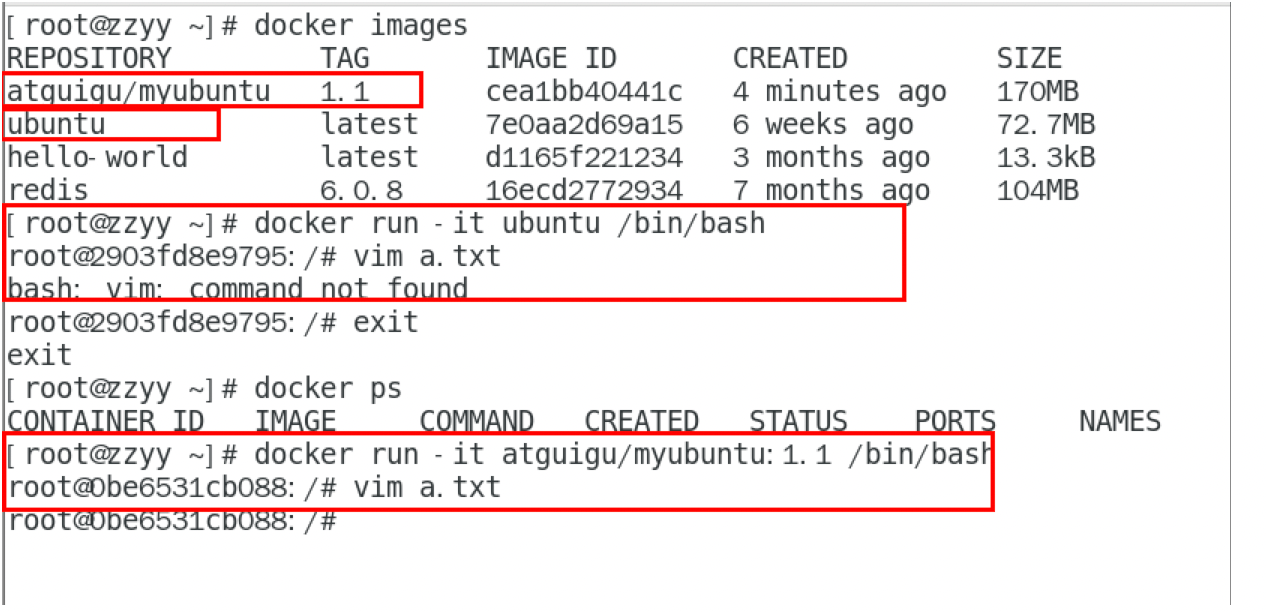 [root@zzyy ~]# docker images
REPOSITORY TAG IMAGE ID CREATED SIZE
atguigu/myubuntu 1.1 cea1bb40441c 4 minutes ago 170MB
ubuntu latest 7e0aa2d69a15 6 weeks ago 72.7MB
hello-world latest d1165f221234 3 months ago 13.3kB
redis 6.0.8 16ecd2772934 7 months ago 104MB
[root@zzyy ~]# docker run -it ubuntu /bin/bash
root@2903fd8e9795:/# vim a.txt
bash: vim: command not found
root@2903fd8e9795:/# exit
exit
[root@zzyy ~]# docker ps
CONTAINER ID IMAGE COMMAND CREATED STATUS PORTS NAMES
[root@zzyy ~]# docker run -it atguigu/myubuntu:1.1 /bin/bash
root@0be6531cb088:/# vim a.txt
root@0be6531cb088:/#